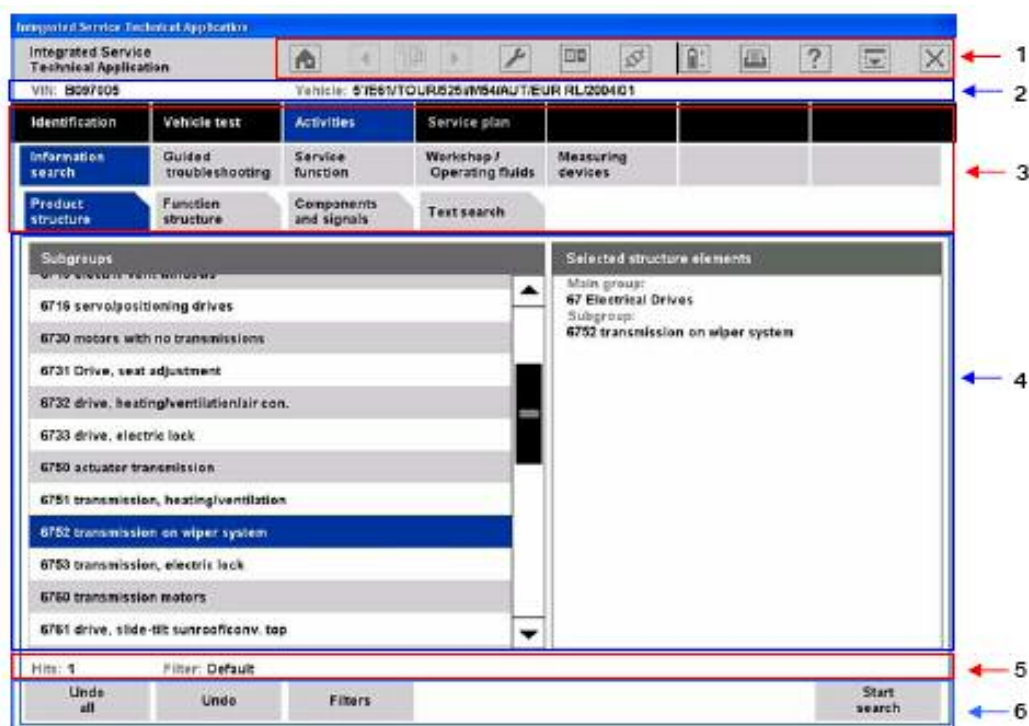 Integrated Service Technical Application
Integrated Service
Technical Application
?
1
VIN: B097005
Vehicle: 5'/E61/TOUR/525i/M54/AUT/EUR RL/2004/01
2
Identification
Vehicle test
Activities
Service plan
Information
search
Guided
troubleshooting
Service
function
Workshop /
Operating fluids
Measuring
devices
3
Product
structure
Function
structure
Components
and signals
Text search
Subgroups
Selected structure elements
Main group:
67 Electrical Drives
Subgroup:
6752 transmission on wiper system
6716 servo/positioning drives
6730 motors with no transmissions
6731 Drive, seat adjustment
4
6732 drive, heating/ventilation/air con.
6733 drive, electric lock
6750 actuator transmission
6751 transmission, heating/ventilation
6752 transmission on wiper system
6753 transmission, electric lock
6760 transmission motors
6761 drive, slide-tilt sunroof/conv. top
Hits: 1
Filter: Default
5
Undo
all
Undo
Filters
Start
search
6